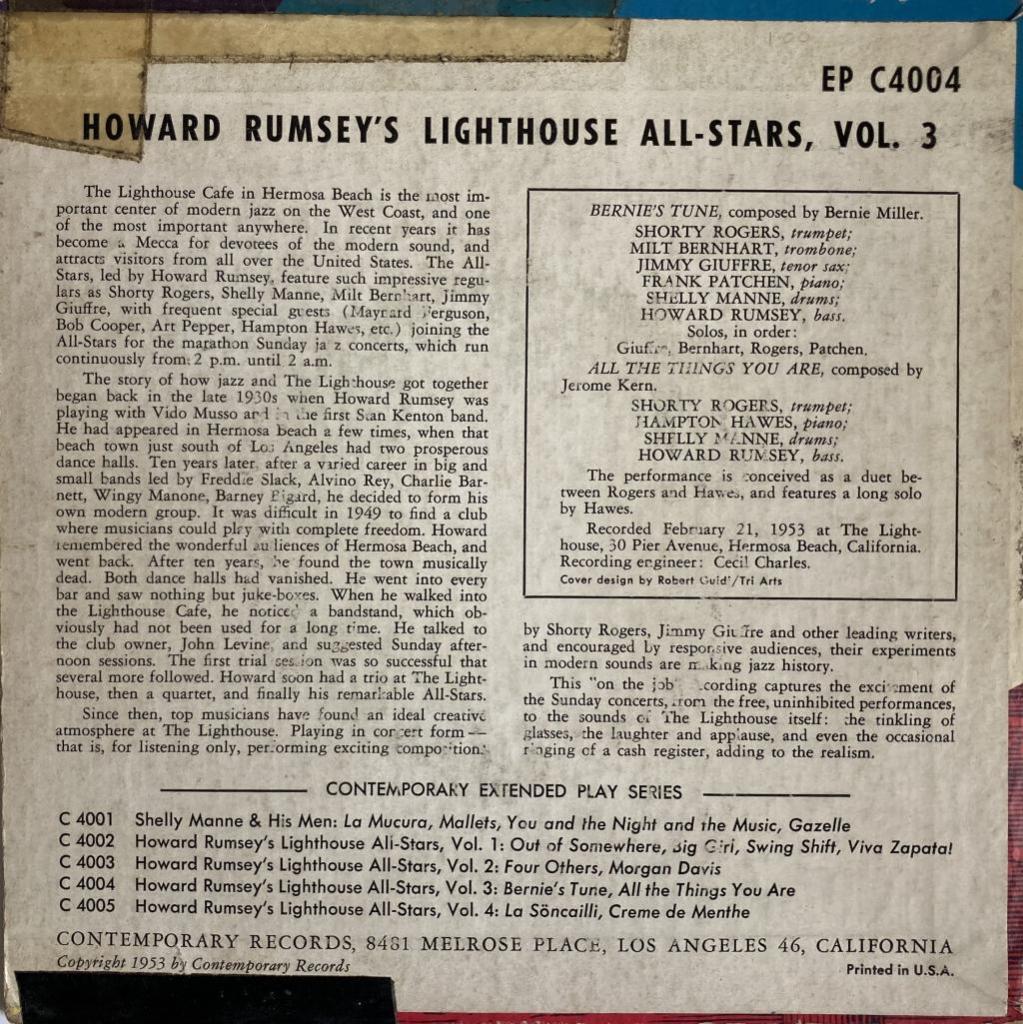 EP C4004
HOWARD RUMSEY'S LIGHTHOUSE ALL-STARS, VOL. 3
The Lighthouse Cafe in Hermosa Beach is the most im-
portant center of modern jazz on the West Coast, and one
of the most important anywhere. In recent years it has
become a Mecca for devotees of the modern sound, and
attracts visitors from all over the United States. The All-
Stars, led by Howard Rumsey, feature such impressive regu-
lars as Shorty Rogers, Shelly Manne, Milt Bernhart, Jimmy
Giuffre, with frequent special guests (Maynard Ferguson,
Bob Cooper, Art Pepper, Hampton Hawes, etc.) joining the
All-Stars for the marathon Sunday jazz concerts, which run
continuously from 2 p.m. until 2 a.m.
The story of how jazz and The Lighthouse got together
began back in the late 1930s when Howard Rumsey was
playing with Vido Musso and in the first Stan Kenton band.
He had appeared in Hermosa beach a few times, when that
beach town just south of Los Angeles had two prosperous
dance halls. Ten years later, after a varied career in big and
small bands led by Freddie Slack, Alvino Rey, Charlie Bar-
nett, Wingy Manone, Barney Bigard, he decided to form his
own modern group. It was difficult in 1949 to find a club
where musicians could play with complete freedom. Howard
remembered the wonderful audiences of Hermosa Beach, and
went back. After ten years, he found the town musically
dead. Both dance halls had vanished. He went into every
bar and saw nothing but juke-boxes. When he walked into
the Lighthouse Cafe, he noticed a bandstand, which ob-
viously had not been used for a long time. He talked to
the club owner, John Levine, and suggested Sunday after-
noon sessions. The first trial session was so successful that
several more followed. Howard soon had a trio at The Light-
house, then a quartet, and finally his remarkable All-Stars.
Since then, top musicians have found an ideal creative
atmosphere at The Lighthouse. Playing in concert form—
that is, for listening only, performing exciting compositions
BERNIE'S TUNE, composed by Bernie Miller.
SHORTY ROGERS, trumpet;
MILT BERNHART, trombone;
JIMMY GIUFFRE, tenor sax;
FRANK PATCHEN, piano;
SHELLY MANNE, drums;
HOWARD RUMSEY, bass.
Solos, in order:
Giuffre, Bernhart, Rogers, Patchen.
ALL THE THINGS YOU ARE, composed by
Jerome Kern.
SHORTY ROGERS, trumpet;
HAMPTON HAWES, piano;
SHELLY MANNE, drums;
HOWARD RUMSEY, bass.
The performance is conceived as a duet be-
tween Rogers and Hawes, and features a long solo
by Hawes.
Recorded February 21, 1953 at The Light-
house, 30 Pier Avenue, Hermosa Beach, California.
Recording engineer: Cecil Charles.
Cover design by Robert Guidi/Tri Arts
by Shorty Rogers, Jimmy Giuffre and other leading writers,
and encouraged by responsive audiences, their experiments
in modern sounds are making jazz history.
This "on the job" recording captures the excitement of
the Sunday concerts, from the free, uninhibited performances,
to the sounds of The Lighthouse itself: the tinkling of
glasses, the laughter and applause, and even the occasional
ringing of a cash register, adding to the realism.
CONTEMPORARY EXTENDED PLAY SERIES
C 4001 Shelly Manne & His Men: La Mucura, Mallets, You and the Night and the Music, Gazelle
C 4002 Howard Rumsey's Lighthouse All-Stars, Vol. 1: Out of Somewhere, Big Girl, Swing Shift, Viva Zapata!
C 4003 Howard Rumsey's Lighthouse All-Stars, Vol. 2: Four Others, Morgan Davis
C 4004 Howard Rumsey's Lighthouse All-Stars, Vol. 3: Bernie's Tune, All the Things You Are
C 4005 Howard Rumsey's Lighthouse All-Stars, Vol. 4: La Söncailli, Creme de Menthe
CONTEMPORARY RECORDS, 8481 MELROSE PLACE, LOS ANGELES 46, CALIFORNIA
Copyright 1953 by Contemporary Records
Printed in U.S.A.